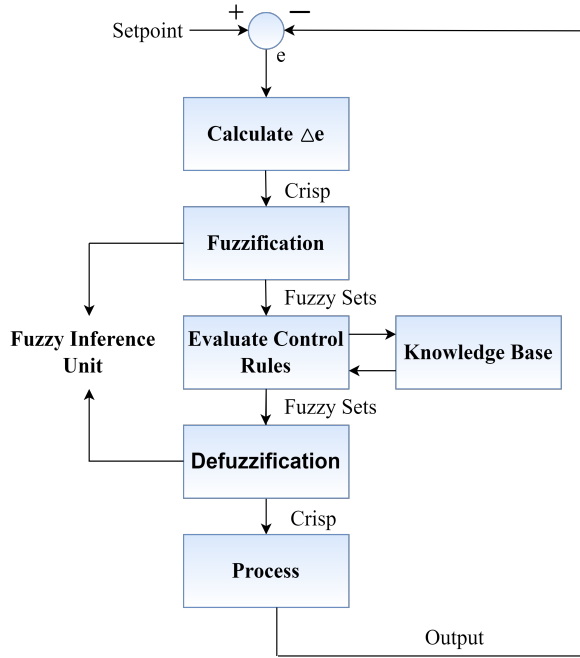 + −
Setpoint
e
Calculate △e
Crisp
Fuzzification
Fuzzy Sets
Fuzzy Inference
Unit
Evaluate Control
Rules
Knowledge Base
Fuzzy Sets
Defuzzification
Crisp
Process
Output